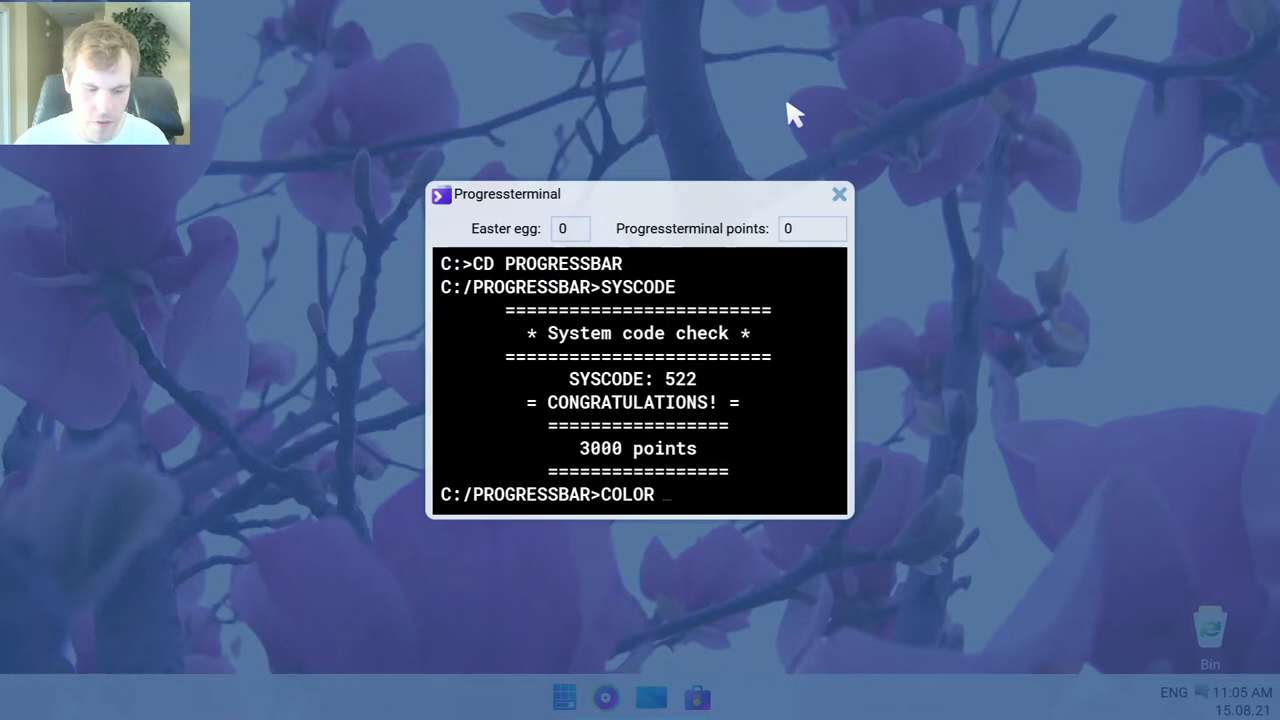 Progressterminal
Easter egg: 0 Progressterminal points: 0
C:>CD PROGRESSBAR
C:/PROGRESSBAR>SYSCODE
=========================
* System code check *
=========================
SYSCODE: 522
= CONGRATULATIONS! =
=================
3000 points
=================
C:/PROGRESSBAR>COLOR _
Bin
ENG 11:05 AM
15.08.21